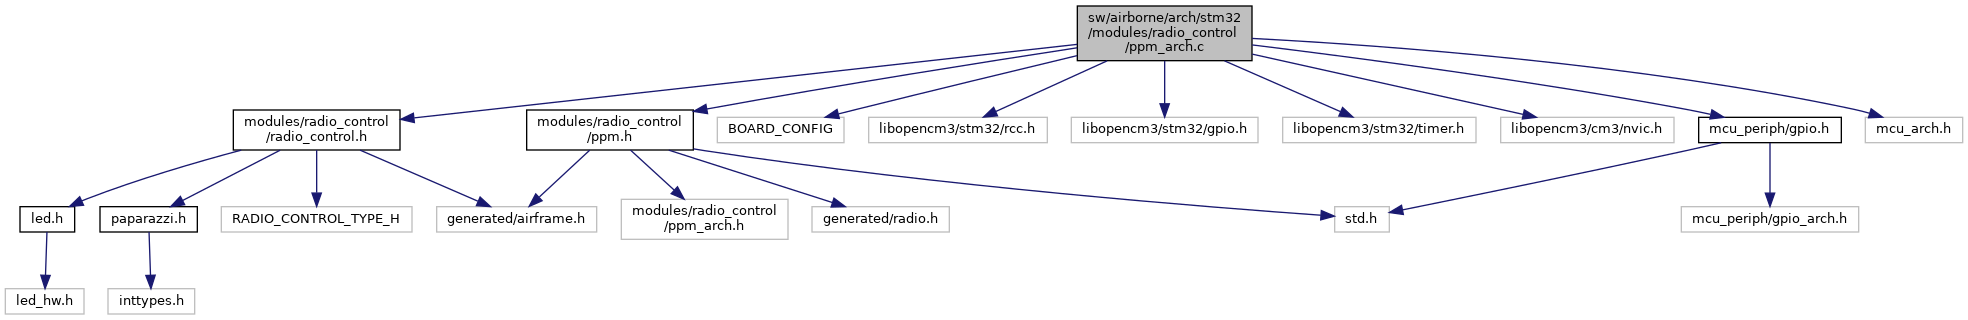 sw/airborne/arch/stm32
/modules/radio_control
/ppm_arch.c
modules/radio_control
/radio_control.h
modules/radio_control
/ppm.h
BOARD_CONFIG
libopencm3/stm32/rcc.h
libopencm3/stm32/gpio.h
libopencm3/stm32/timer.h
libopencm3/cm3/nvic.h
mcu_periph/gpio.h
mcu_arch.h
led.h
paparazzi.h
RADIO_CONTROL_TYPE_H
generated/airframe.h
modules/radio_control
/ppm_arch.h
generated/radio.h
std.h
mcu_periph/gpio_arch.h
led_hw.h
inttypes.h